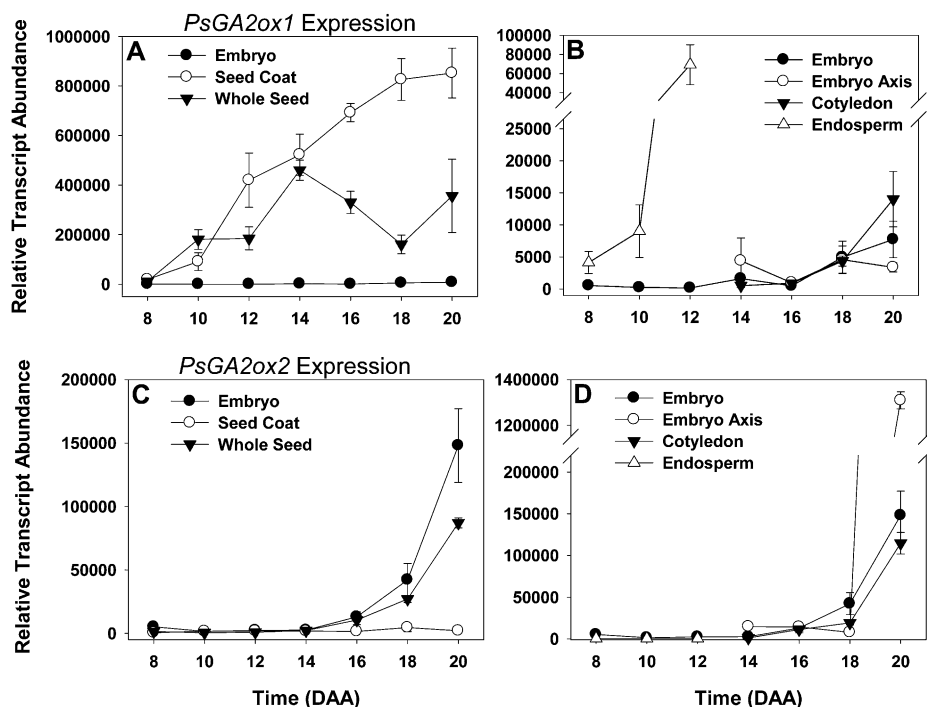 PsGA2ox1 Expression
Relative Transcript Abundance
A
Embryo
Seed Coat
Whole Seed
1000000
800000
600000
400000
200000
0
8 10 12 14 16 18 20
B
Embryo
Embryo Axis
Cotyledon
Endosperm
100000
80000
60000
40000
25000
20000
15000
10000
5000
0
8 10 12 14 16 18 20
PsGA2ox2 Expression
Relative Transcript Abundance
C
Embryo
Seed Coat
Whole Seed
200000
150000
100000
50000
0
8 10 12 14 16 18 20
Time (DAA)
D
Embryo
Embryo Axis
Cotyledon
Endosperm
1400000
1200000
200000
150000
100000
50000
0
8 10 12 14 16 18 20
Time (DAA)